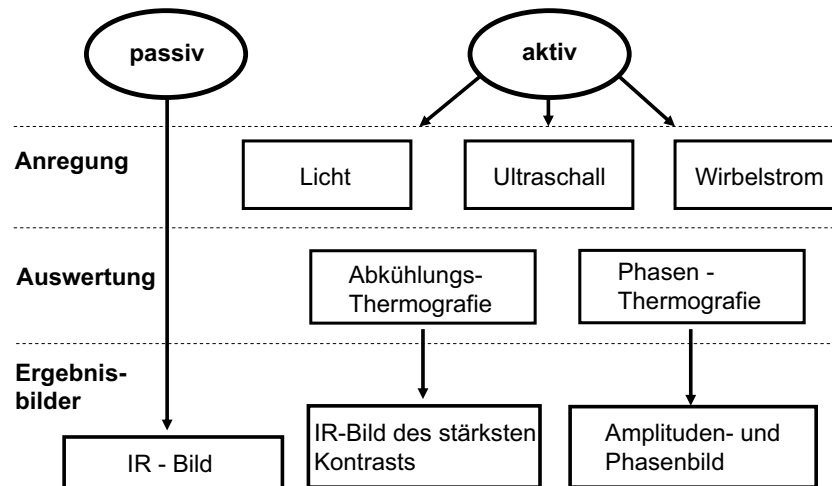 passiv
aktiv
Anregung
Licht
Ultraschall
Wirbelstrom
Auswertung
Abkühlungs-
Thermografie
Phasen -
Thermografie
Ergebnis-
bilder
IR - Bild
IR-Bild des stärksten
Kontrasts
Amplituden- und
Phasenbild